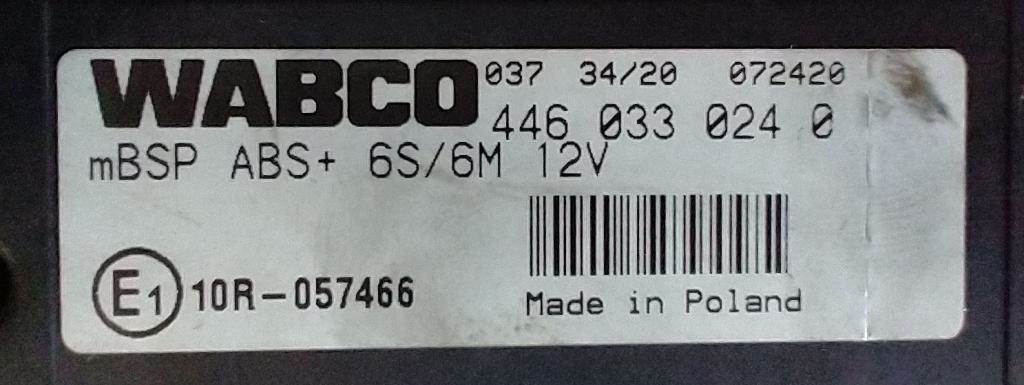 WABCO 037 34/20 072420
446 033 024 0
mBSP ABS+ 6S/6M 12V
E1 10R-057466
Made in Poland